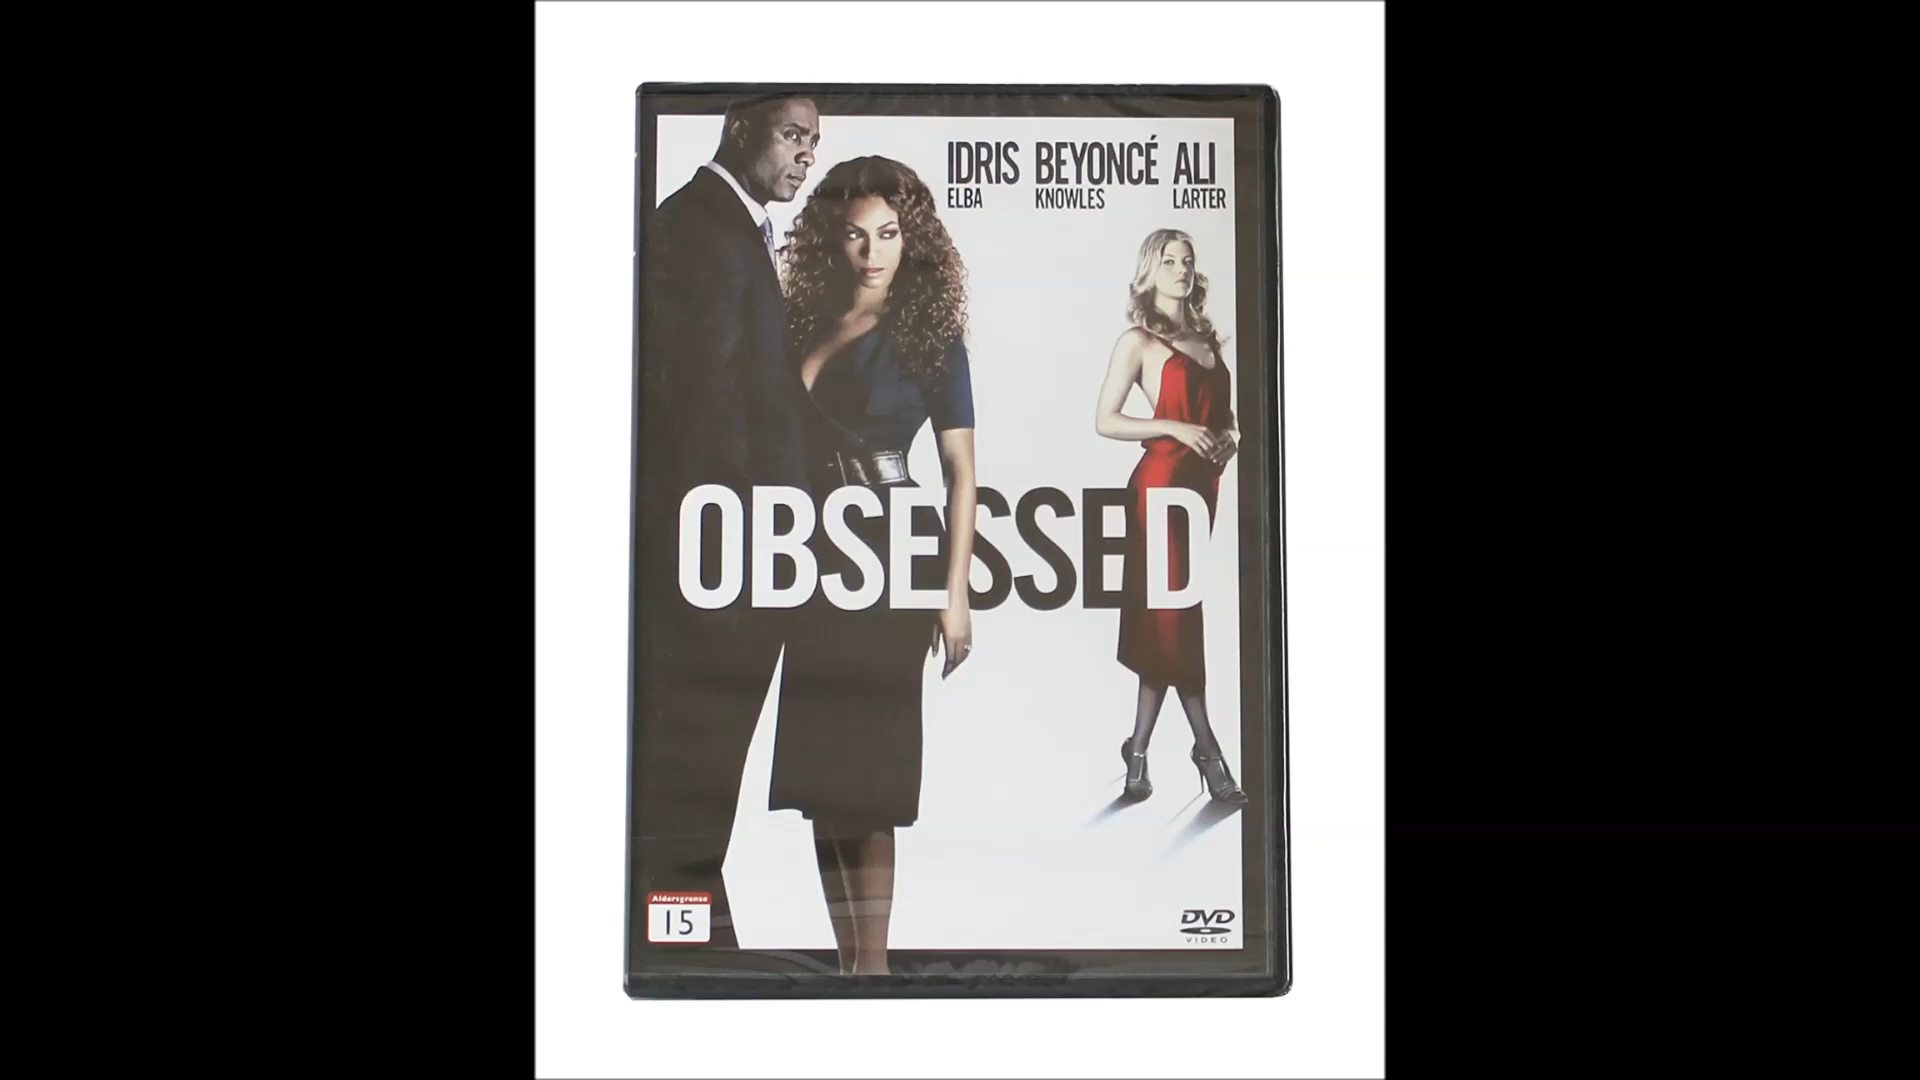 IDRIS BEYONCÉ ALI
ELBA KNOWLES LARTER
OBSESSED
Aldersgrense
15
DVD
VIDEO